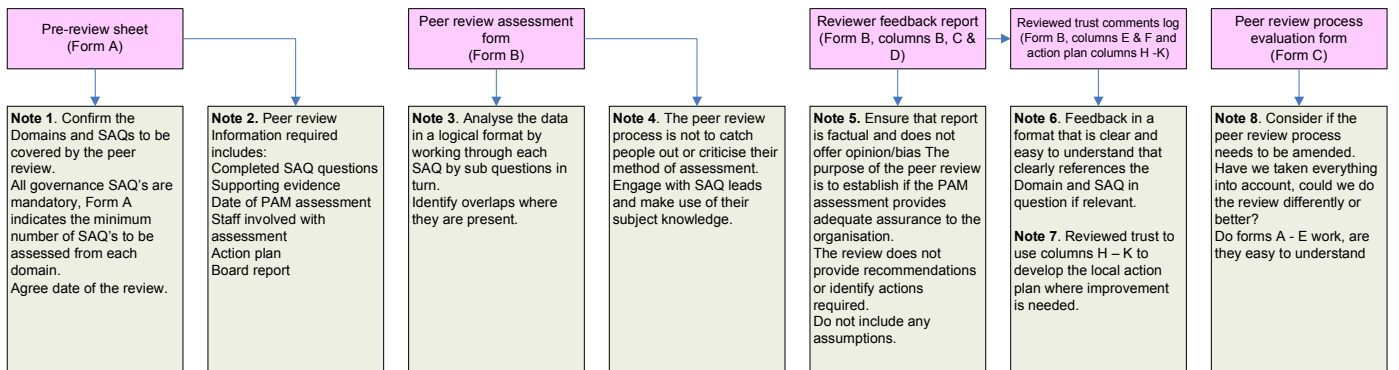 Pre-review sheet
(Form A)
Peer review assessment
form
(Form B)
Reviewer feedback report
(Form B, columns B, C &
D)
Reviewed trust comments log
(Form B, columns E & F and
action plan columns H -K)
Peer review process
evaluation form
(Form C)
Note 1. Confirm the
Domains and SAQs to be
covered by the peer
review.
All governance SAQ's are
mandatory, Form A
indicates the minimum
number of SAQ's to be
assessed from each
domain.
Agree date of the review.
Note 2. Peer review
Information required
includes:
Completed SAQ questions
Supporting evidence
Date of PAM assessment
Staff involved with
assessment
Action plan
Board report
Note 3. Analyse the data
in a logical format by
working through each
SAQ by sub questions in
turn.
Identify overlaps where
they are present.
Note 4. The peer review
process is not to catch
people out or criticise their
method of assessment.
Engage with SAQ leads
and make use of their
subject knowledge.
Note 5. Ensure that report
is factual and does not
offer opinion/bias The
purpose of the peer review
is to establish if the PAM
assessment provides
adequate assurance to the
organisation.
The review does not
provide recommendations
or identify actions
required.
Do not include any
assumptions.
Note 6. Feedback in a
format that is clear and
easy to understand that
clearly references the
Domain and SAQ in
question if relevant.
Note 7. Reviewed trust to
use columns H – K to
develop the local action
plan where improvement
is needed.
Note 8. Consider if the
peer review process
needs to be amended.
Have we taken everything
into account, could we do
the review differently or
better?
Do forms A - E work, are
they easy to understand